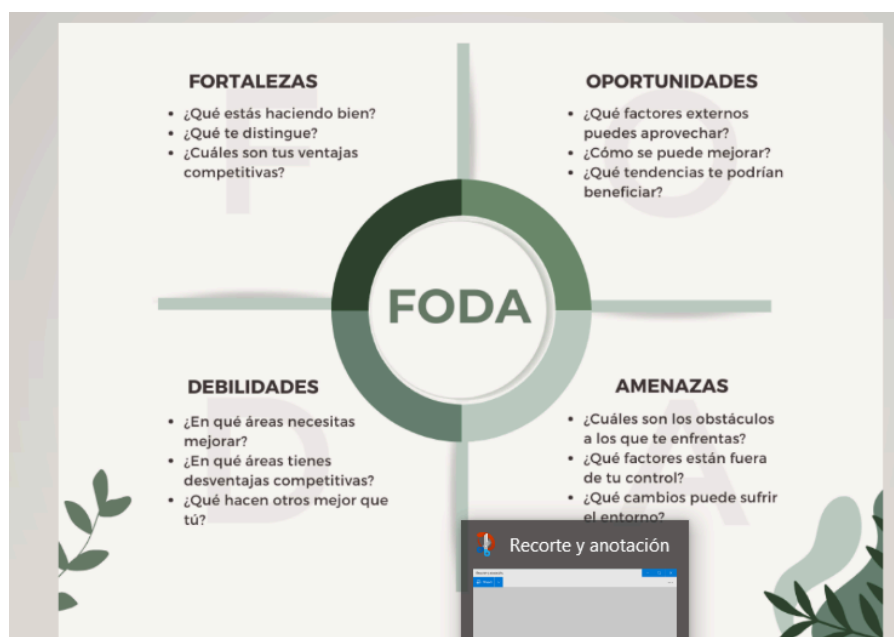 FORTALEZAS
• ¿Qué estás haciendo bien?
• ¿Qué te distingue?
• ¿Cuáles son tus ventajas
competitivas?
OPORTUNIDADES
• ¿Qué factores externos
puedes aprovechar?
• ¿Cómo se puede mejorar?
• ¿Qué tendencias te podrían
beneficiar?
F
O
FODA
DEBILIDADES
• ¿En qué áreas necesitas
mejorar?
• ¿En qué áreas tienes
desventajas competitivas?
• ¿Qué hacen otros mejor que
tú?
AMENAZAS
• ¿Cuáles son los obstáculos
a los que te enfrentas?
• ¿Qué factores están fuera
de tu control?
• ¿Qué cambios puede sufrir
el entorno?
D
A
Recorte y anotación